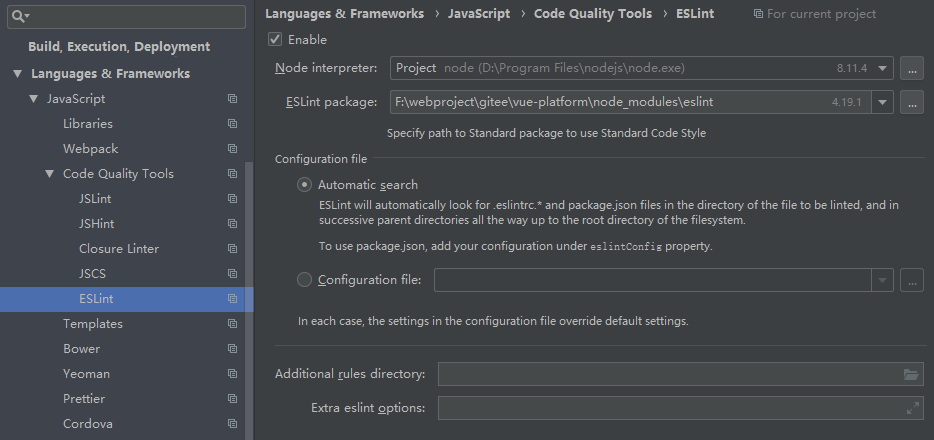 Build, Execution, Deployment
Languages & Frameworks
JavaScript
Libraries
Webpack
Code Quality Tools
JSLint
JSHint
Closure Linter
JSCS
ESLint
Templates
Bower
Yeoman
Prettier
Cordova
Languages & Frameworks › JavaScript › Code Quality Tools › ESLint For current project
Enable
Node interpreter: Project node (D:\Program Files\nodejs\node.exe) 8.11.4 ...
ESLint package: F:\webproject\gitee\vue-platform\node_modules\eslint 4.19.1 ...
Specify path to Standard package to use Standard Code Style
Configuration file
Automatic search
ESLint will automatically look for .eslintrc.* and package.json files in the directory of the file to be linted, and in
successive parent directories all the way up to the root directory of the filesystem.
To use package.json, add your configuration under eslintConfig property.
Configuration file: ...
In each case, the settings in the configuration file override default settings.
Additional rules directory:
Extra eslint options: